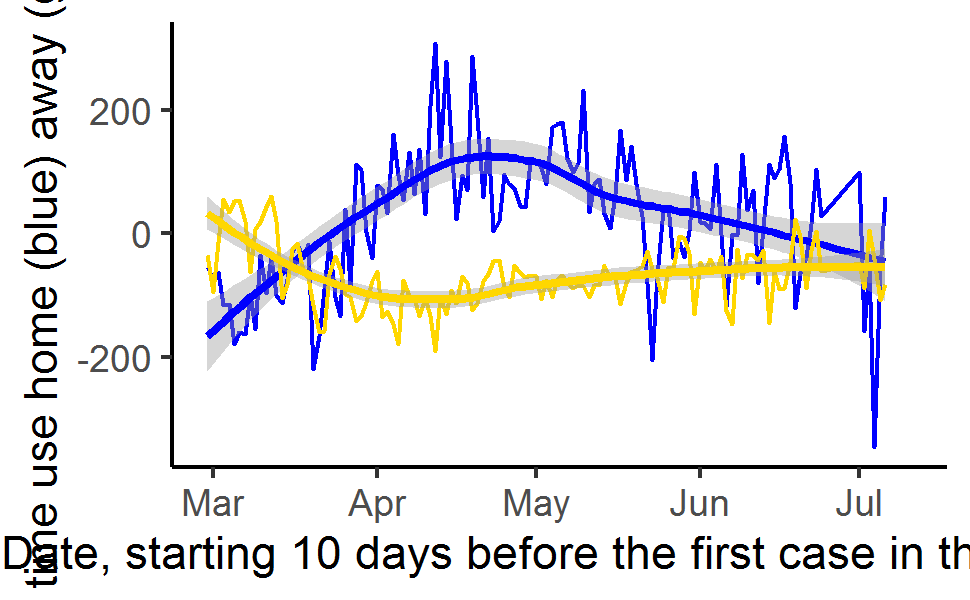 time use home (blue) away (g
200
0
-200
Mar Apr May Jun Jul
Date, starting 10 days before the first case in th